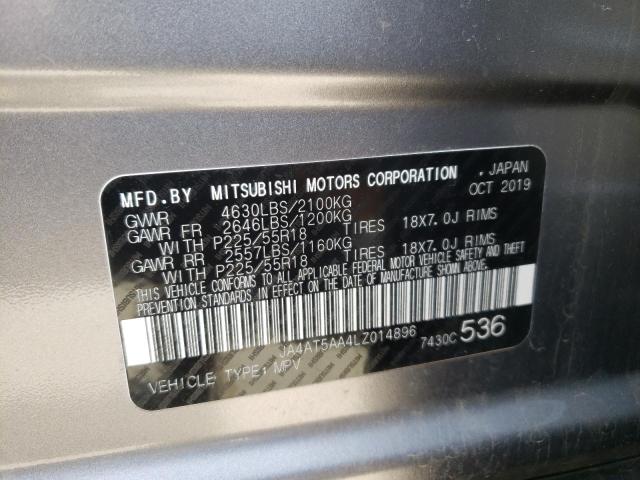 MFD.BY MITSUBISHI MOTORS CORPORATION . JAPAN
OCT 2019
GVWR 4630LBS/2100KG
GAWR FR 2646LBS/1200KG
WITH P225/55R18 TIRES 18X7.0J RIMS
GAWR RR 2557LBS/1160KG
WITH P225/55R18 TIRES 18X7.0J RIMS
THIS VEHICLE CONFORMS TO ALL APPLICABLE FEDERAL MOTOR VEHICLE SAFETY AND THEFT
PREVENTION STANDARDS IN EFFECT ON THE DATE OF MANUFACTURE SHOWN ABOVE.
JA4AT5AA4LZ014896 7430C 536
VEHICLE TYPE:MPV